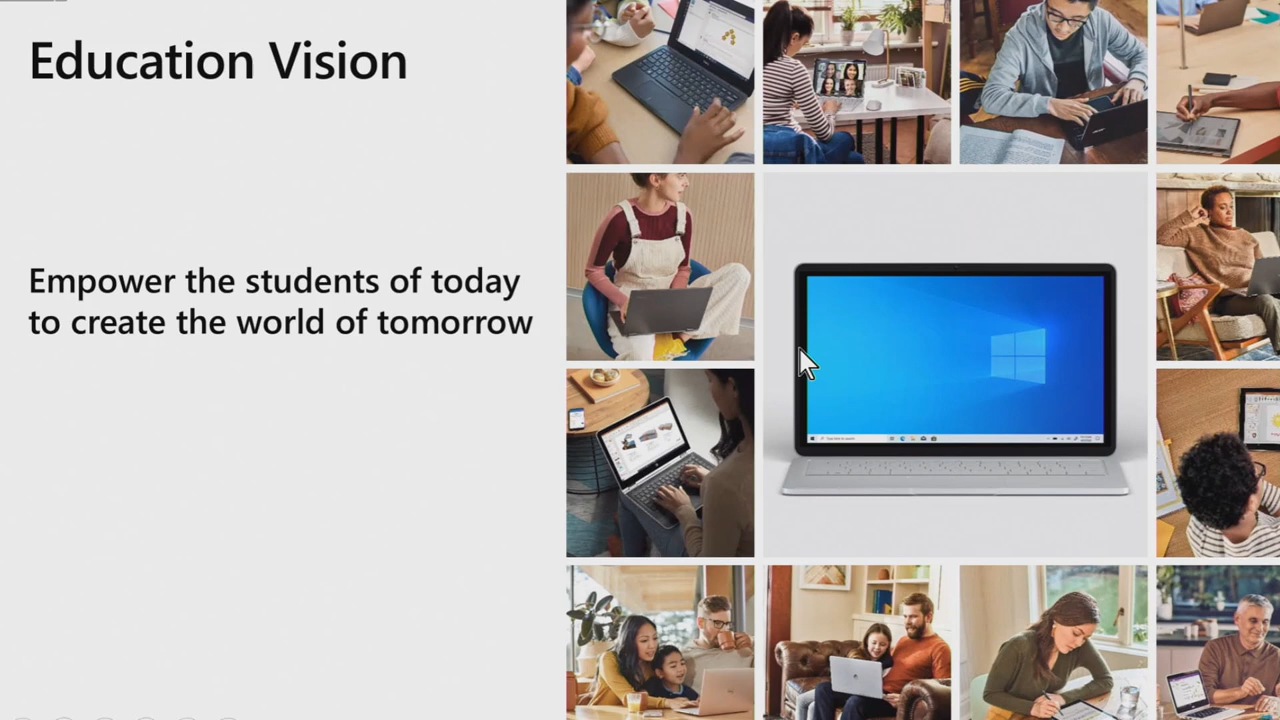 Education Vision
Empower the students of today
to create the world of tomorrow